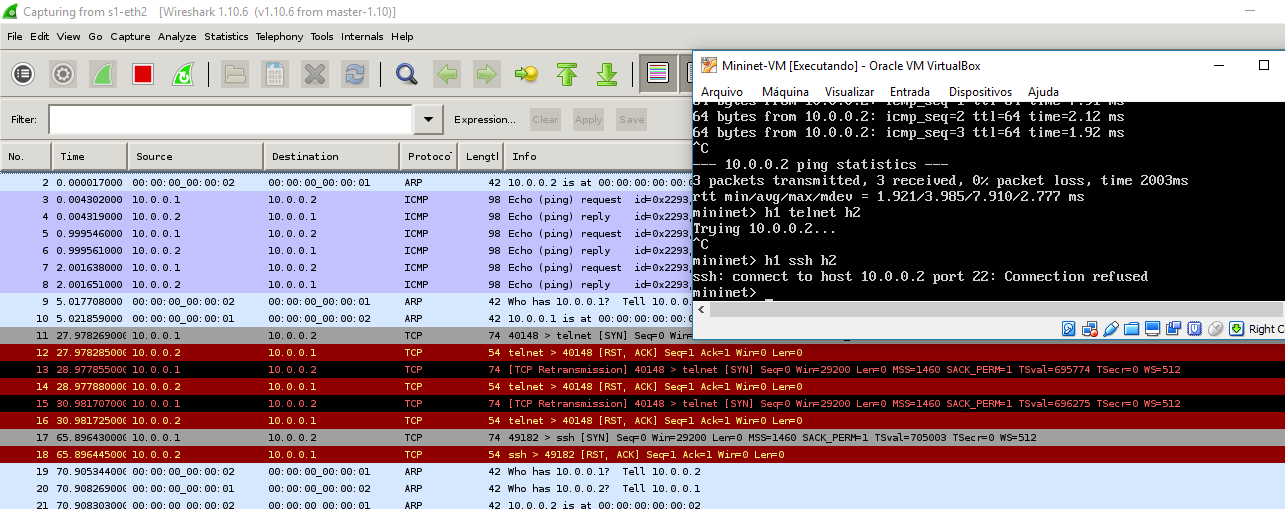 Capturing from s1-eth2 [Wireshark 1.10.6 (v1.10.6 from master-1.10)]
File Edit View Go Capture Analyze Statistics Telephony Tools Internals Help
Filter: Expression... Clear Apply Save
No. Time Source Destination Protocol Length Info
2 0.000017000 00:00:00_00:00:02 00:00:00_00:00:01 ARP 42 10.0.0.2 is at 00:00:00:00:00:
3 0.004302000 10.0.0.1 10.0.0.2 ICMP 98 Echo (ping) request id=0x2293,
4 0.004319000 10.0.0.2 10.0.0.1 ICMP 98 Echo (ping) reply id=0x2293,
5 0.999546000 10.0.0.1 10.0.0.2 ICMP 98 Echo (ping) request id=0x2293,
6 0.999561000 10.0.0.2 10.0.0.1 ICMP 98 Echo (ping) reply id=0x2293,
7 2.001638000 10.0.0.1 10.0.0.2 ICMP 98 Echo (ping) request id=0x2293,
8 2.001651000 10.0.0.2 10.0.0.1 ICMP 98 Echo (ping) reply id=0x2293,
9 5.017708000 00:00:00_00:00:02 00:00:00_00:00:01 ARP 42 Who has 10.0.0.1? Tell 10.0.0.
10 5.021859000 00:00:00_00:00:01 00:00:00_00:00:02 ARP 42 10.0.0.1 is at 00:00:00:00:00:
11 27.978269000 10.0.0.1 10.0.0.2 TCP 74 40148 > telnet [SYN] Seq=0 Win=
12 27.978285000 10.0.0.2 10.0.0.1 TCP 54 telnet > 40148 [RST, ACK] Seq=1 Ack=1 Win=0 Len=0
13 28.977855000 10.0.0.1 10.0.0.2 TCP 74 [TCP Retransmission] 40148 > telnet [SYN] Seq=0 Win=29200 Len=0 MSS=1460 SACK_PERM=1 TSval=695774 TSecr=0 WS=512
14 28.977880000 10.0.0.2 10.0.0.1 TCP 54 telnet > 40148 [RST, ACK] Seq=1 Ack=1 Win=0 Len=0
15 30.981707000 10.0.0.1 10.0.0.2 TCP 74 [TCP Retransmission] 40148 > telnet [SYN] Seq=0 Win=29200 Len=0 MSS=1460 SACK_PERM=1 TSval=696275 TSecr=0 WS=512
16 30.981725000 10.0.0.2 10.0.0.1 TCP 54 telnet > 40148 [RST, ACK] Seq=1 Ack=1 Win=0 Len=0
17 65.896430000 10.0.0.1 10.0.0.2 TCP 74 49182 > ssh [SYN] Seq=0 Win=29200 Len=0 MSS=1460 SACK_PERM=1 TSval=705003 TSecr=0 WS=512
18 65.896445000 10.0.0.2 10.0.0.1 TCP 54 ssh > 49182 [RST, ACK] Seq=1 Ack=1 Win=0 Len=0
19 70.905344000 00:00:00_00:00:02 00:00:00_00:00:01 ARP 42 Who has 10.0.0.1? Tell 10.0.0.2
20 70.908269000 00:00:00_00:00:01 00:00:00_00:00:02 ARP 42 Who has 10.0.0.2? Tell 10.0.0.1
21 70.908303000 00:00:00_00:00:02 00:00:00_00:00:01 ARP 42 10.0.0.2 is at 00:00:00:00:00:02
Mininet-VM [Executando] - Oracle VM VirtualBox
Arquivo Máquina Visualizar Entrada Dispositivos Ajuda
64 bytes from 10.0.0.2: icmp_seq=1 ttl=64 time=7.91 ms
64 bytes from 10.0.0.2: icmp_seq=2 ttl=64 time=2.12 ms
64 bytes from 10.0.0.2: icmp_seq=3 ttl=64 time=1.92 ms
^C
--- 10.0.0.2 ping statistics ---
3 packets transmitted, 3 received, 0% packet loss, time 2003ms
rtt min/avg/max/mdev = 1.921/3.985/7.910/2.777 ms
mininet> h1 telnet h2
Trying 10.0.0.2...
^C
mininet> h1 ssh h2
ssh: connect to host 10.0.0.2 port 22: Connection refused
mininet> _
Right C